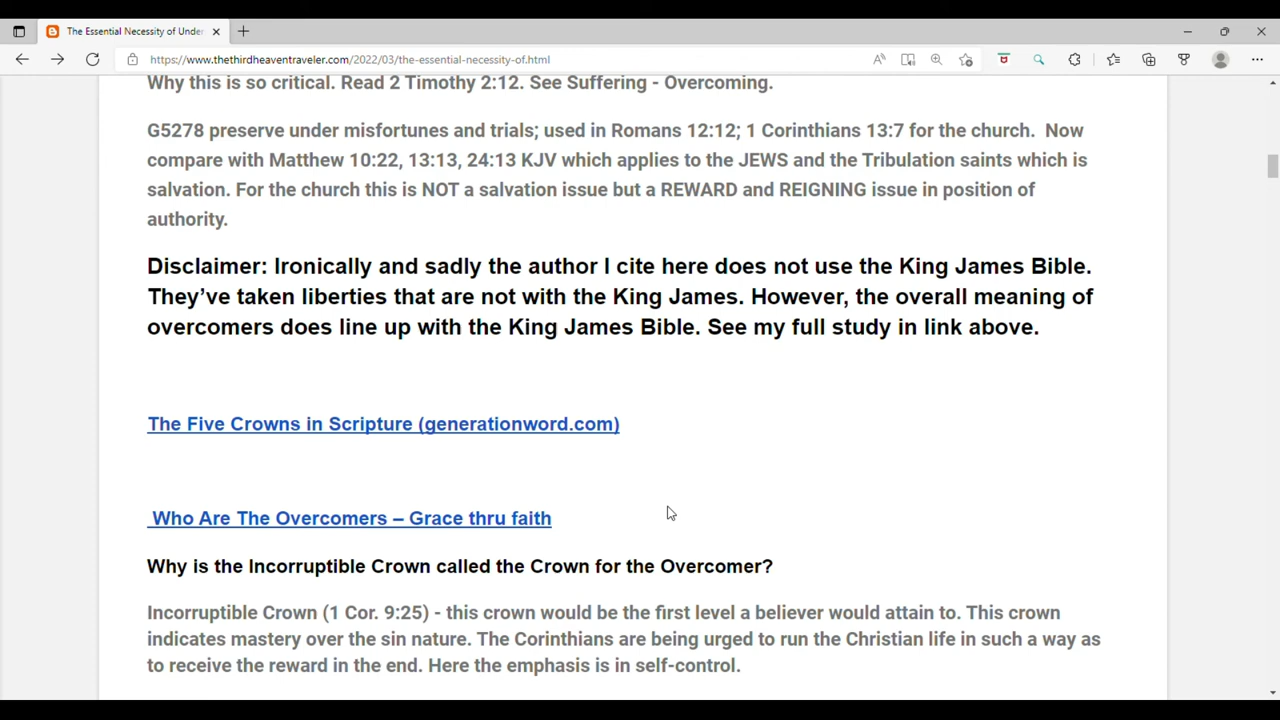 The Essential Necessity of Under
https://www.thethirdheaventraveler.com/2022/03/the-essential-necessity-of.html
Why this is so critical. Read 2 Timothy 2:12. See Suffering - Overcoming.
G5278 preserve under misfortunes and trials; used in Romans 12:12; 1 Corinthians 13:7 for the church. Now
compare with Matthew 10:22, 13:13, 24:13 KJV which applies to the JEWS and the Tribulation saints which is
salvation. For the church this is NOT a salvation issue but a REWARD and REIGNING issue in position of
authority.
Disclaimer: Ironically and sadly the author I cite here does not use the King James Bible.
They’ve taken liberties that are not with the King James. However, the overall meaning of
overcomers does line up with the King James Bible. See my full study in link above.
The Five Crowns in Scripture (generationword.com)
Who Are The Overcomers – Grace thru faith
Why is the Incorruptible Crown called the Crown for the Overcomer?
Incorruptible Crown (1 Cor. 9:25) - this crown would be the first level a believer would attain to. This crown
indicates mastery over the sin nature. The Corinthians are being urged to run the Christian life in such a way as
to receive the reward in the end. Here the emphasis is in self-control.